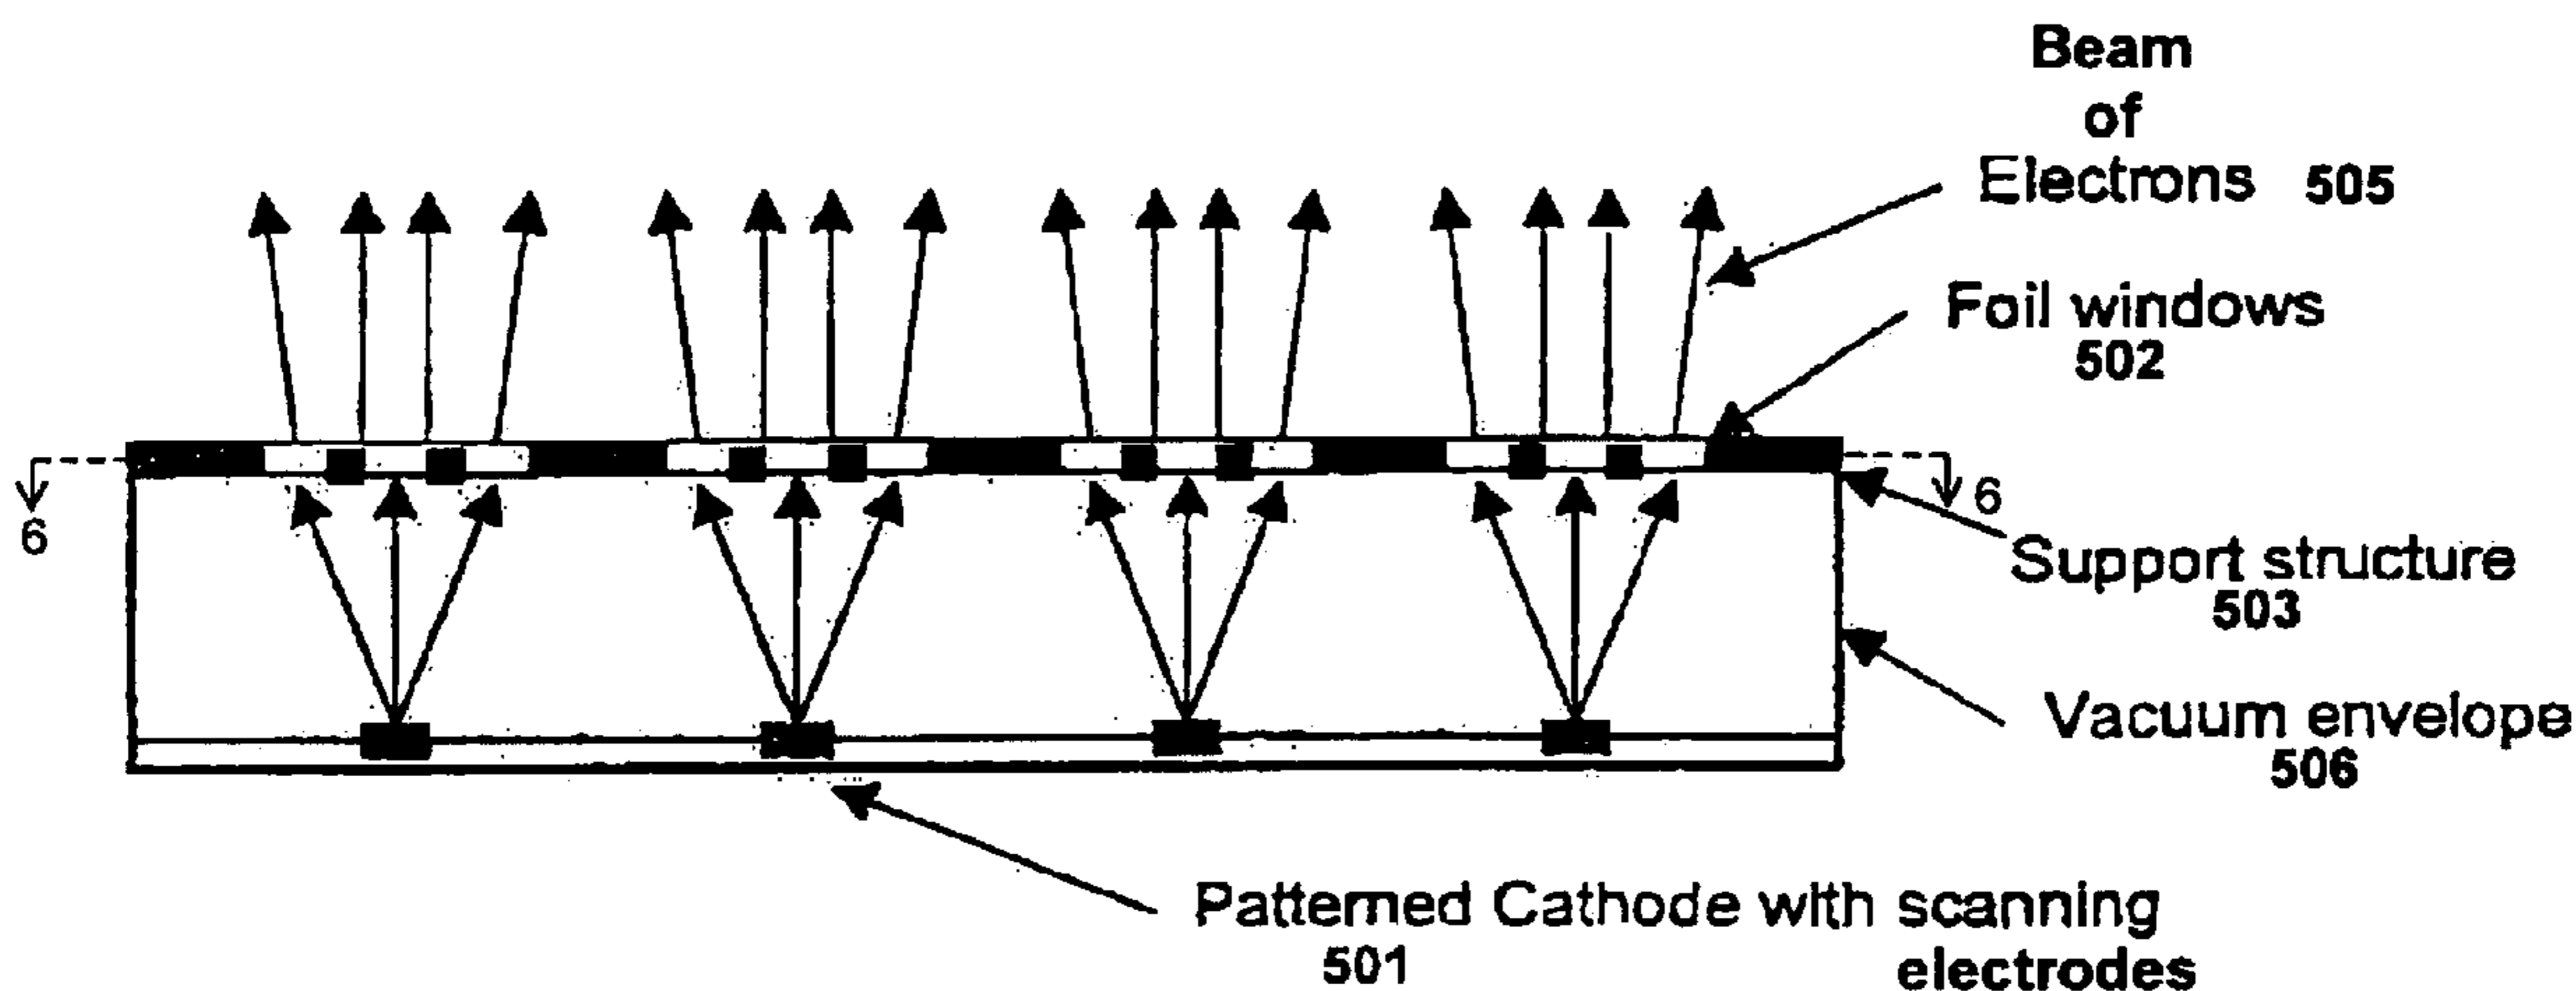 Beam
of
Electrons 505
Foil windows
502
6
6
Support structure
503
Vacuum envelope
506
Patterned Cathode with scanning
501
electrodes